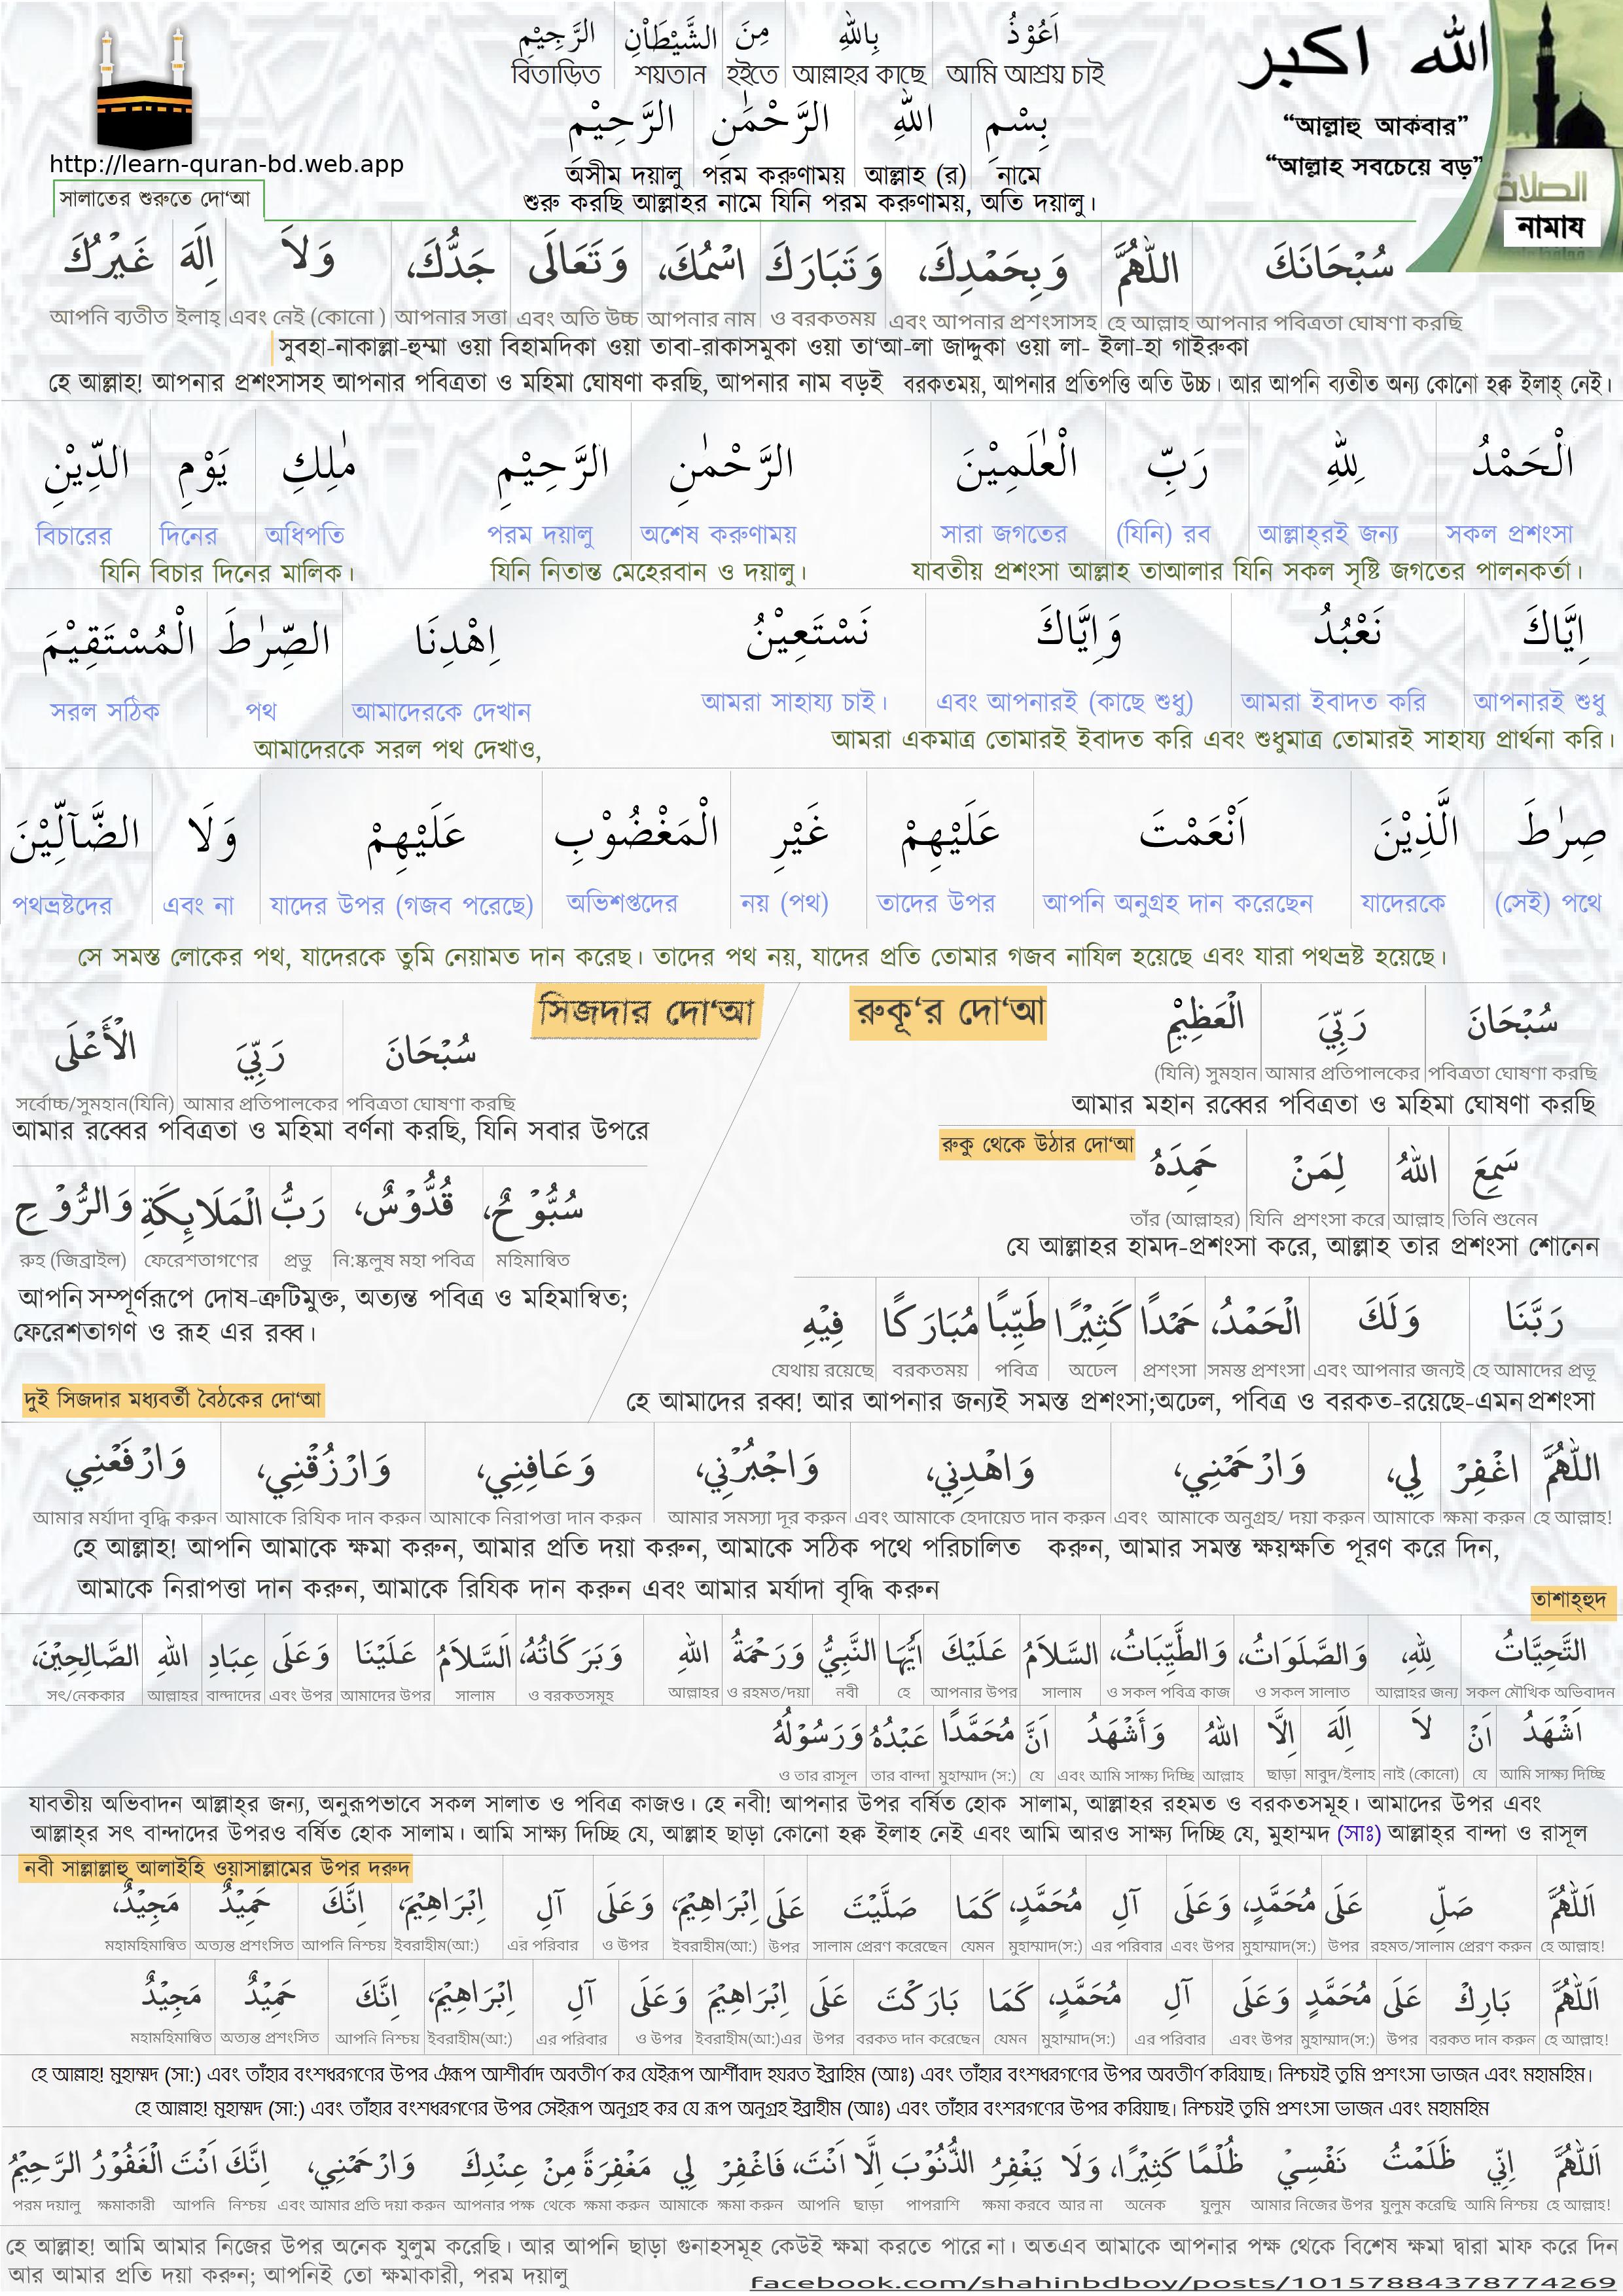 اَعُوْذُ بِاللّٰهِ مِنَ الشَّيْطَاْنِ الرَّجِيْمِ
আমি আশ্রয় চাই আল্লাহর কাছে হইতে শয়তান বিতাড়িত
بِسْمِ اللّٰهِ الرَّحْمٰنِ الرَّحِيْمِ
নামে আল্লাহ (র) পরম করুণাময় অসীম দয়ালু
শুরু করছি আল্লাহর নামে যিনি পরম করুণাময়, অতি দয়ালু।
الله اكبر
“আল্লাহু আকবার”
“আল্লাহ সবচেয়ে বড়”
الصلاة
নামায
http://learn-quran-bd.web.app
সালাতের শুরুতে দো‘আ
سُبْحَانَكَ اللّٰهُمَّ وَبِحَمْدِكَ، وَتَبَارَكَ اسْمُكَ، وَتَعَالَى جَدُّكَ، وَلاَ اِلَهَ غَيْرُكَ
আপনার পবিত্রতা ঘোষণা করছি হে আল্লাহ এবং আপনার প্রশংসাসহ ও বরকতময় আপনার নাম এবং অতি উচ্চ আপনার সত্তা এবং নেই (কোনো ) ইলাহ্ আপনি ব্যতীত
সুবহা-নাকাল্লা-হুম্মা ওয়া বিহামদিকা ওয়া তাবা-রাকাসমুকা ওয়া তা‘আ-লা জাদ্দুকা ওয়া লা- ইলা-হা গাইরুকা
হে আল্লাহ! আপনার প্রশংসাসহ আপনার পবিত্রতা ও মহিমা ঘোষণা করছি, আপনার নাম বড়ই বরকতময়, আপনার প্রতিপত্তি অতি উচ্চ। আর আপনি ব্যতীত অন্য কোনো হক্ব ইলাহ্ নেই।
الْحَمْدُ لِلّٰهِ رَبِّ الْعٰلَمِيْنَ الرَّحْمٰنِ الرَّحِيْمِ مٰلِكِ يَوْمِ الدِّيْنِ
সকল প্রশংসা আল্লাহ্‌রই জন্য (যিনি) রব সারা জগতের অশেষ করুণাময় পরম দয়ালু অধিপতি দিনের বিচারের
যাবতীয় প্রশংসা আল্লাহ তাআলার যিনি সকল সৃষ্টি জগতের পালনকর্তা। যিনি নিতান্ত মেহেরবান ও দয়ালু। যিনি বিচার দিনের মালিক।
اِيَّاكَ نَعْبُدُ وَاِيَّاكَ نَسْتَعِيْنُ اِهْدِنَا الصِّرٰطَ الْمُسْتَقِيْمَ
আপনারই শুধু আমরা ইবাদত করি এবং আপনারই (কাছে শুধু) আমরা সাহায্য চাই। আমাদেরকে দেখান পথ সরল সঠিক
আমরা একমাত্র তোমারই ইবাদত করি এবং শুধুমাত্র তোমারই সাহায্য প্রার্থনা করি। আমাদেরকে সরল পথ দেখাও,
صِرٰطَ الَّذِيْنَ اَنْعَمْتَ عَلَيْهِمْ غَيْرِ الْمَغْضُوْبِ عَلَيْهِمْ وَلَا الضَّآلِّيْنَ
(সেই) পথে যাদেরকে আপনি অনুগ্রহ দান করেছেন তাদের উপর নয় (পথ) অভিশপ্তদের যাদের উপর (গজব পরেছে) এবং না পথভ্রষ্টদের
সে সমস্ত লোকের পথ, যাদেরকে তুমি নেয়ামত দান করেছ। তাদের পথ নয়, যাদের প্রতি তোমার গজব নাযিল হয়েছে এবং যারা পথভ্রষ্ট হয়েছে।
রুকূ‘র দো‘আ
سُبْحَانَ رَبِّيَ الْعَظِيْمِ
পবিত্রতা ঘোষণা করছি আমার প্রতিপালকের (যিনি) সুমহান
আমার মহান রব্বের পবিত্রতা ও মহিমা ঘোষণা করছি
রুকু থেকে উঠার দো‘আ
سَمِعَ اللّٰهُ لِمَنْ حَمِدَهُ
তিনি শুনেন আল্লাহ যিনি প্রশংসা করে তাঁর (আল্লাহর)
যে আল্লাহর হামদ-প্রশংসা করে, আল্লাহ তার প্রশংসা শোনেন
رَبَّنَا وَلَكَ الْحَمْدُ، حَمْدًا كَثِيْرًا طَيِّبًا مُبَارَكًا فِيْهِ
হে আমাদের প্রভূ এবং আপনার জন্যই সমস্ত প্রশংসা প্রশংসা অঢেল পবিত্র বরকতময় যেথায় রয়েছে
হে আমাদের রব্ব! আর আপনার জন্যই সমস্ত প্রশংসা;অঢেল, পবিত্র ও বরকত-রয়েছে-এমন প্রশংসা
সিজদার দো‘আ
سُبْحَانَ رَبِّيَ الْأَعْلَى
পবিত্রতা ঘোষণা করছি আমার প্রতিপালকের সর্বোচ্চ/সুমহান(যিনি)
আমার রব্বের পবিত্রতা ও মহিমা বর্ণনা করছি, যিনি সবার উপরে
سُبُّوْحٌ، قُدُّوْسٌ، رَبُّ الْمَلَائِكَةِ وَالرُّوْحِ
মহিমান্বিত নি:ষ্কলুষ মহা পবিত্র প্রভু ফেরেশতাগণের রুহ (জিব্রাইল)
আপনি সম্পূর্ণরূপে দোষ-ত্রুটিমুক্ত, অত্যন্ত পবিত্র ও মহিমান্বিত;
ফেরেশতাগণ ও রূহ এর রব্ব।
দুই সিজদার মধ্যবর্তী বৈঠকের দো‘আ
اللّٰهُمَّ اغْفِرْ لِي، وَارْحَمْنِي، وَاهْدِنِي، وَاجْبُرْنِي، وَعَافِنِي، وَارْزُقْنِي، وَارْفَعْنِي
হে আল্লাহ! ক্ষমা করুন আমাকে এবং আমাকে অনুগ্রহ/ দয়া করুন এবং আমাকে হেদায়েত দান করুন আমার সমস্যা দূর করুন আমাকে নিরাপত্তা দান করুন আমাকে রিযিক দান করুন আমার মর্যাদা বৃদ্ধি করুন
হে আল্লাহ! আপনি আমাকে ক্ষমা করুন, আমার প্রতি দয়া করুন, আমাকে সঠিক পথে পরিচালিত করুন, আমার সমস্ত ক্ষয়ক্ষতি পূরণ করে দিন,
আমাকে নিরাপত্তা দান করুন, আমাকে রিযিক দান করুন এবং আমার মর্যাদা বৃদ্ধি করুন
তাশাহ্‌হুদ
التَّحِيَّاتُ لِلّٰهِ، وَالصَّلَوَاتُ، وَالطَّيِّبَاتُ، السَّلاَمُ عَلَيْكَ اَيُّهَا النَّبِيُّ وَرَحْمَةُ اللّٰهِ وَبَرَكَاتُهُ، اَلسَّلاَمُ عَلَيْنَا وَعَلَى عِبَادِ اللّٰهِ الصَّالِحِيْنَ،
সকল মৌখিক অভিবাদন আল্লাহর জন্য ও সকল সালাত ও সকল পবিত্র কাজ সালাম আপনার উপর হে নবী ও রহমত/দয়া আল্লাহর ও বরকতসমূহ সালাম আমাদের উপর এবং উপর বান্দাদের আল্লাহর সৎ/নেককার
اَشْهَدُ اَنْ لاَ اِلَهَ اِلَّا اللّٰهُ وَأَشْهَدُ اَنَّ مُحَمَّدًا عَبْدُهُ وَرَسُوْلُهُ
আমি সাক্ষ্য দিচ্ছি যে নাই (কোনো) মাবুদ/ইলাহ ছাড়া আল্লাহ এবং আমি সাক্ষ্য দিচ্ছি যে মুহাম্মাদ (স:) তার বান্দা ও তার রাসূল
যাবতীয় অভিবাদন আল্লাহ্‌র জন্য, অনুরূপভাবে সকল সালাত ও পবিত্র কাজও। হে নবী! আপনার উপর বর্ষিত হোক সালাম, আল্লাহর রহমত ও বরকতসমূহ। আমাদের উপর এবং
আল্লাহ্‌র সৎ বান্দাদের উপরও বর্ষিত হোক সালাম। আমি সাক্ষ্য দিচ্ছি যে, আল্লাহ ছাড়া কোনো হক্ব ইলাহ নেই এবং আমি আরও সাক্ষ্য দিচ্ছি যে, মুহাম্মদ (সাঃ) আল্লাহ্‌র বান্দা ও রাসূল
নবী সাল্লাল্লাহু আলাইহি ওয়াসাল্লামের উপর দরুদ
اَللّٰهُمَّ صَلِّ عَلَى مُحَمَّدٍ، وَعَلَى آلِ مُحَمَّدٍ، كَمَا صَلَّيْتَ عَلَى اِبْرَاهِيْمَ، وَعَلَى آلِ اِبْرَاهِيْمَ، اِنَّكَ حَمِيْدٌ مَجِيْدٌ،
হে আল্লাহ! রহমত/সালাম প্রেরণ করুন উপর মুহাম্মাদ(স:) এবং উপর এর পরিবার মুহাম্মাদ(স:) যেমন সালাম প্রেরণ করেছেন উপর ইবরাহীম(আ:) ও উপর এর পরিবার ইবরাহীম(আ:) আপনি নিশ্চয় অত্যন্ত প্রশংসিত মহামহিমান্বিত
اَللّٰهُمَّ بَارِكْ عَلَى مُحَمَّدٍ وَعَلَى آلِ مُحَمَّدٍ، كَمَا بَارَكْتَ عَلَى اِبْرَاهِيْمَ وَعَلَى آلِ اِبْرَاهِيْمَ، اِنَّكَ حَمِيْدٌ مَجِيْدٌ
হে আল্লাহ! বরকত দান করুন উপর মুহাম্মাদ(স:) এবং উপর এর পরিবার মুহাম্মাদ(স:) যেমন বরকত দান করেছেন উপর ইবরাহীম(আ:)এর ও উপর এর পরিবার ইবরাহীম(আ:) আপনি নিশ্চয় অত্যন্ত প্রশংসিত মহামহিমান্বিত
হে আল্লাহ! মুহাম্মদ (সা:) এবং তাঁহার বংশধরগণের উপর ঐরূপ আশীর্বাদ অবতীর্ণ কর যেইরূপ আর্শীবাদ হযরত ইব্রাহিম (আঃ) এবং তাঁহার বংশধরগণের উপর অবতীর্ণ করিয়াছ। নিশ্চয়ই তুমি প্রশংসা ভাজন এবং মহামহিম।
হে আল্লাহ! মুহাম্মদ (সা:) এবং তাঁহার বংশধরগণের উপর সেইরূপ অনুগ্রহ কর যে রূপ অনুগ্রহ ইব্রাহীম (আঃ) এবং তাঁহার বংশরগণের উপর করিয়াছ। নিশ্চয়ই তুমি প্রশংসা ভাজন এবং মহামহিম
اَللّٰهُمَّ اِنِّي ظَلَمْتُ نَفْسِيْ ظُلْمًا كَثِيْرًا، وَلَا يَغْفِرُ الذُّنُوْبَ اِلَّا اَنْتَ، فَاغْفِرْ لِي مَغْفِرَةً مِنْ عِنْدِكَ وَارْحَمْنِي، اِنَّكَ اَنْتَ الْغَفُوْرُ الرَّحِيْمُ
হে আল্লাহ! আমি নিশ্চয় যুলুম করেছি আমার নিজের উপর যুলুম অনেক আর না ক্ষমা করবে পাপরাশি ছাড়া আপনি ক্ষমা করুন আমাকে ক্ষমা করুন থেকে আপনার পক্ষ এবং আমার প্রতি দয়া করুন নিশ্চয় আপনি ক্ষমাকারী পরম দয়ালু
হে আল্লাহ! আমি আমার নিজের উপর অনেক যুলুম করেছি। আর আপনি ছাড়া গুনাহসমূহ কেউই ক্ষমা করতে পারে না। অতএব আমাকে আপনার পক্ষ থেকে বিশেষ ক্ষমা দ্বারা মাফ করে দিন
আর আমার প্রতি দয়া করুন; আপনিই তো ক্ষমাকারী, পরম দয়ালু
facebook.com/shahinbdboy/posts/10157884378774269